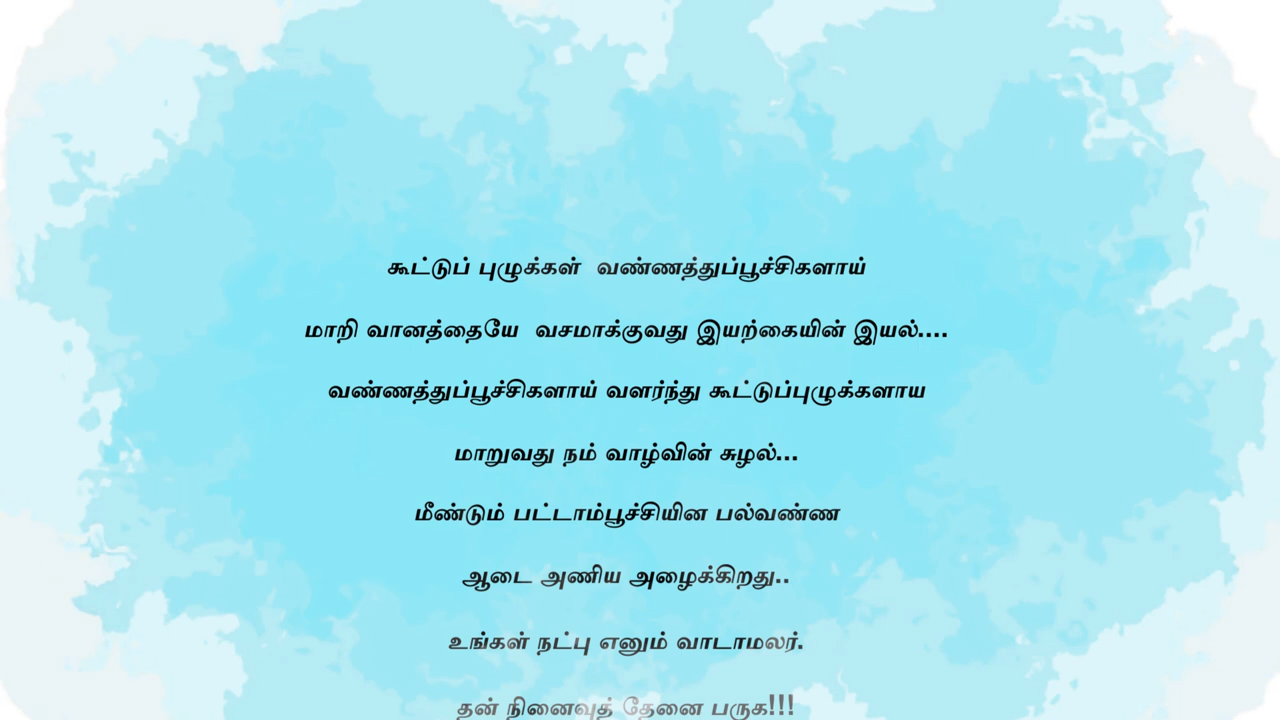 கூட்டுப் புழுக்கள் வண்ணத்துப்பூச்சிகளாய்
மாறி வானத்தையே வசமாக்குவது இயற்கையின் இயல்....
வண்ணத்துப்பூச்சிகளாய் வளர்ந்து கூட்டுப்புழுக்களாய
மாறுவது நம் வாழ்வின் சுழல்...
மீண்டும் பட்டாம்பூச்சியின பல்வண்ண
ஆடை அணிய அழைக்கிறது..
உங்கள் நட்பு எனும் வாடாமலர்.
தன் நினைவுத் தேனை பருக!!!